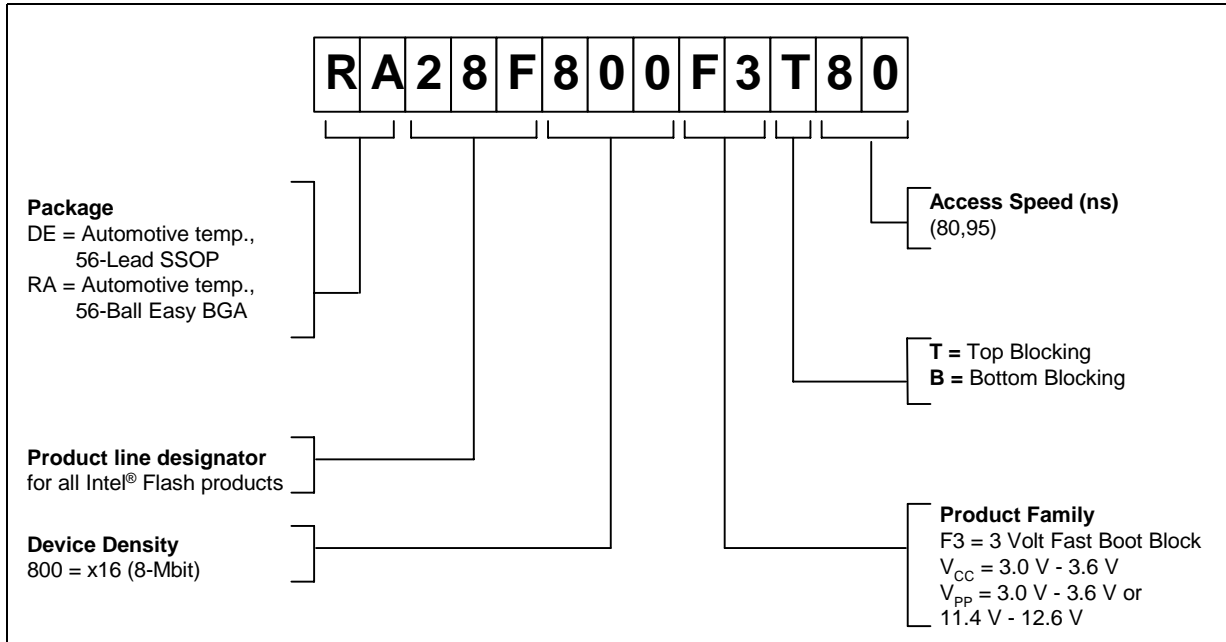 RA28F800F3T80
Package
DE = Automotive temp.,
56-Lead SSOP
RA = Automotive temp.,
56-Ball Easy BGA
Access Speed (ns)
(80,95)
T = Top Blocking
B = Bottom Blocking
Product line designator
for all Intel® Flash products
Device Density
800 = x16 (8-Mbit)
Product Family
F3 = 3 Volt Fast Boot Block
VCC = 3.0 V - 3.6 V
VPP = 3.0 V - 3.6 V or
11.4 V - 12.6 V